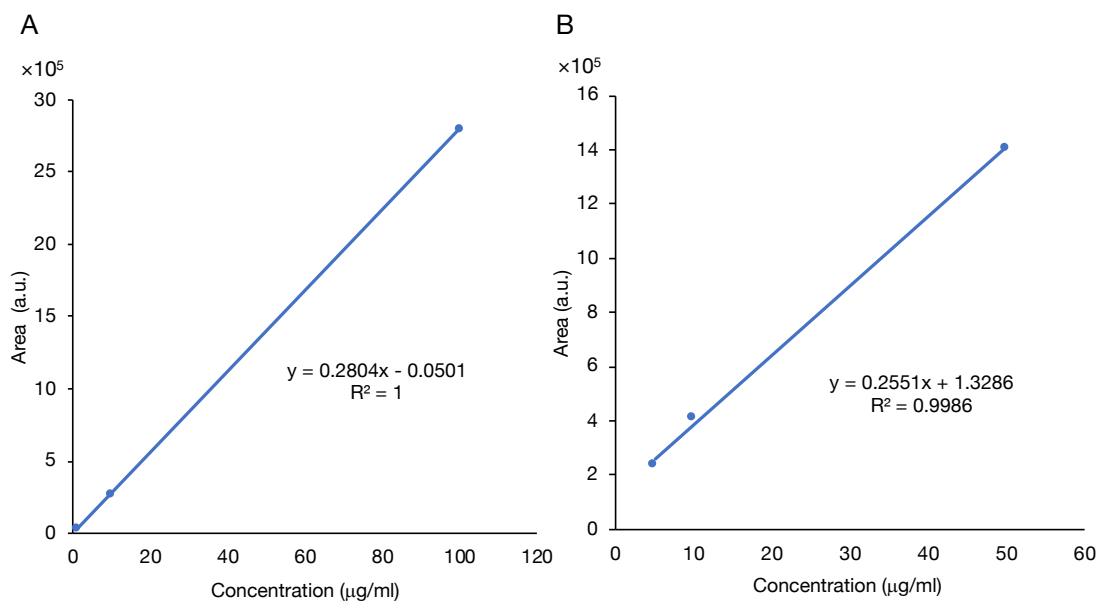 A
×10⁵
30
25
20
15
10
5
0
Area (a.u.)
y = 0.2804x - 0.0501
R² = 1
0 20 40 60 80 100 120
Concentration (μg/ml)
B
×10⁵
16
14
12
10
8
6
4
2
0
Area (a.u.)
y = 0.2551x + 1.3286
R² = 0.9986
0 10 20 30 40 50 60
Concentration (μg/ml)